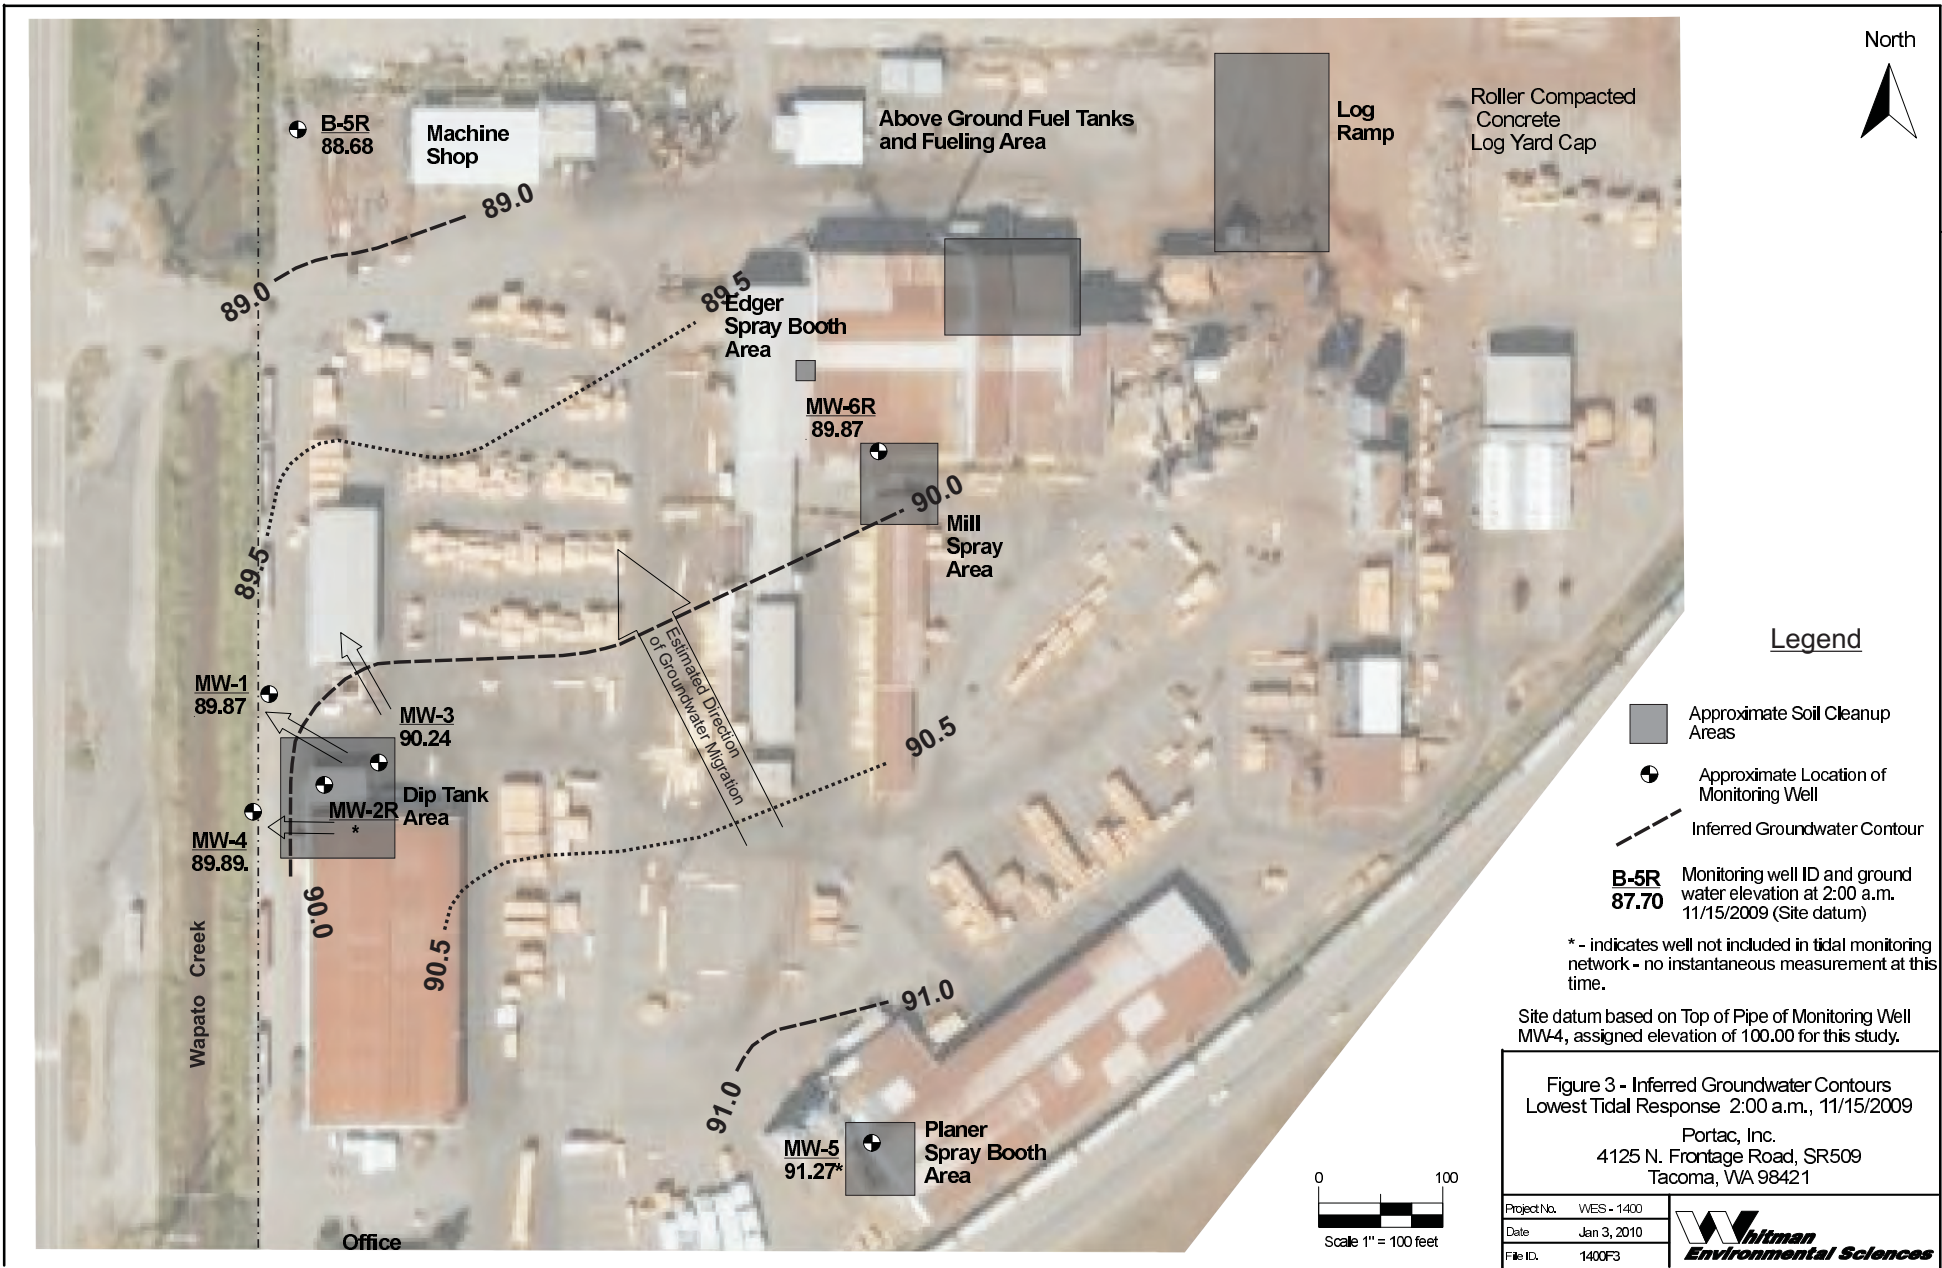 North
B-5R
88.68
Machine
Shop
Above Ground Fuel Tanks
and Fueling Area
Log
Ramp
Roller Compacted
Concrete
Log Yard Cap
89.0
89.0
89.5
Edger
Spray Booth
Area
MW-6R
89.87
90.0
Mill
Spray
Area
89.5
Estimated Direction
of Groundwater Migration
MW-1
89.87
MW-3
90.24
90.5
MW-2R
*
Dip Tank
Area
MW-4
89.89.
90.0
90.5
Wapato Creek
91.0
91.0
MW-5
91.27*
Planer
Spray Booth
Area
Office
Legend
Approximate Soil Cleanup
Areas
Approximate Location of
Monitoring Well
Inferred Groundwater Contour
B-5R
87.70
Monitoring well ID and ground
water elevation at 2:00 a.m.
11/15/2009 (Site datum)
* - indicates well not included in tidal monitoring
network - no instantaneous measurement at this
time.
Site datum based on Top of Pipe of Monitoring Well
MW-4, assigned elevation of 100.00 for this study.
0 100
Scale 1" = 100 feet
Figure 3 - Inferred Groundwater Contours
Lowest Tidal Response 2:00 a.m., 11/15/2009
Portac, Inc.
4125 N. Frontage Road, SR509
Tacoma, WA 98421
Project No. WES - 1400
Date Jan 3, 2010
File ID. 1400F3
Whitman
Environmental Sciences